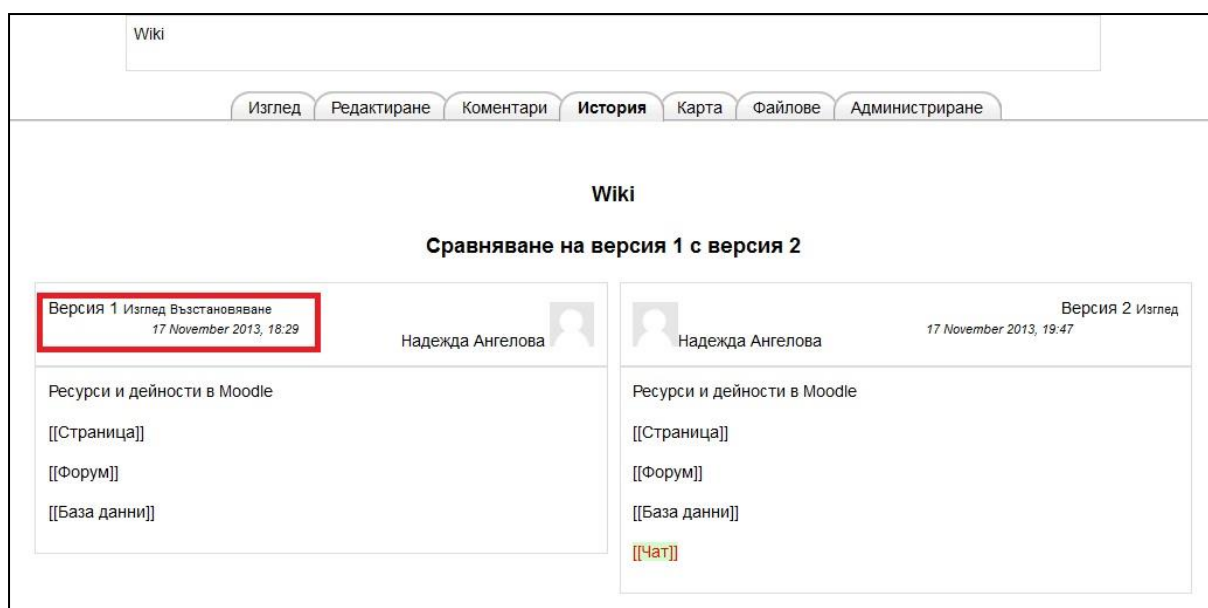 Wiki
Изглед Редактиране Коментари История Карта Файлове Администриране
Wiki
Сравняване на версия 1 с версия 2
Версия 1 Изглед Възстановяване
17 November 2013, 18:29
Надежда Ангелова
Ресурси и дейности в Moodle
[[Страница]]
[[Форум]]
[[База данни]]
Версия 2 Изглед
17 November 2013, 19:47
Надежда Ангелова
Ресурси и дейности в Moodle
[[Страница]]
[[Форум]]
[[База данни]]
[[Чат]]